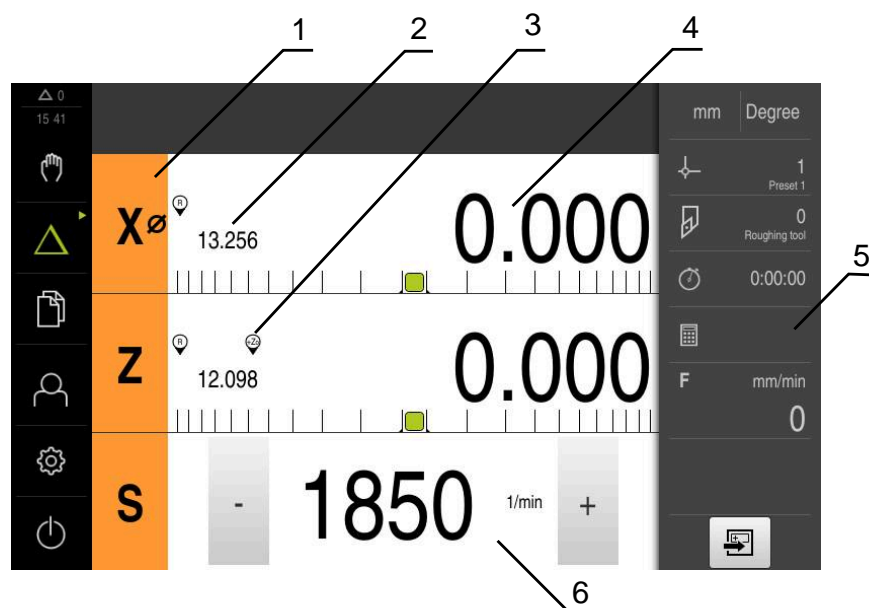 1 2 3 4
△ 0
15 41
mm Degree
1
Preset 1
X⌀
R
13.256
0.000
0
Roughing tool
5
0:00:00
Z
R
+Zo
12.098
0.000
F mm/min
0
S
- 1850 1/min +
6